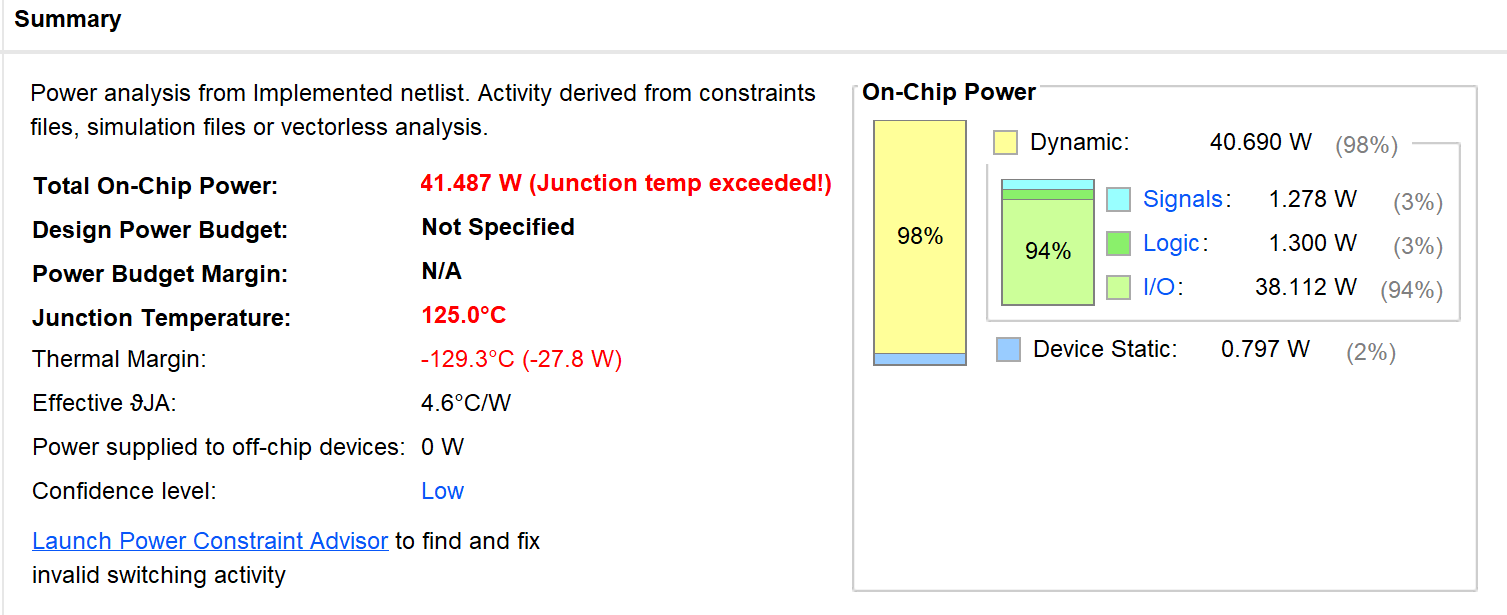 Summary
Power analysis from Implemented netlist. Activity derived from constraints
files, simulation files or vectorless analysis.
Total On-Chip Power: 41.487 W (Junction temp exceeded!)
Design Power Budget: Not Specified
Power Budget Margin: N/A
Junction Temperature: 125.0°C
Thermal Margin: -129.3°C (-27.8 W)
Effective ϑJA: 4.6°C/W
Power supplied to off-chip devices: 0 W
Confidence level: Low
Launch Power Constraint Advisor to find and fix
invalid switching activity
On-Chip Power
98%
Dynamic: 40.690 W (98%)
94%
Signals: 1.278 W (3%)
Logic: 1.300 W (3%)
I/O: 38.112 W (94%)
Device Static: 0.797 W (2%)